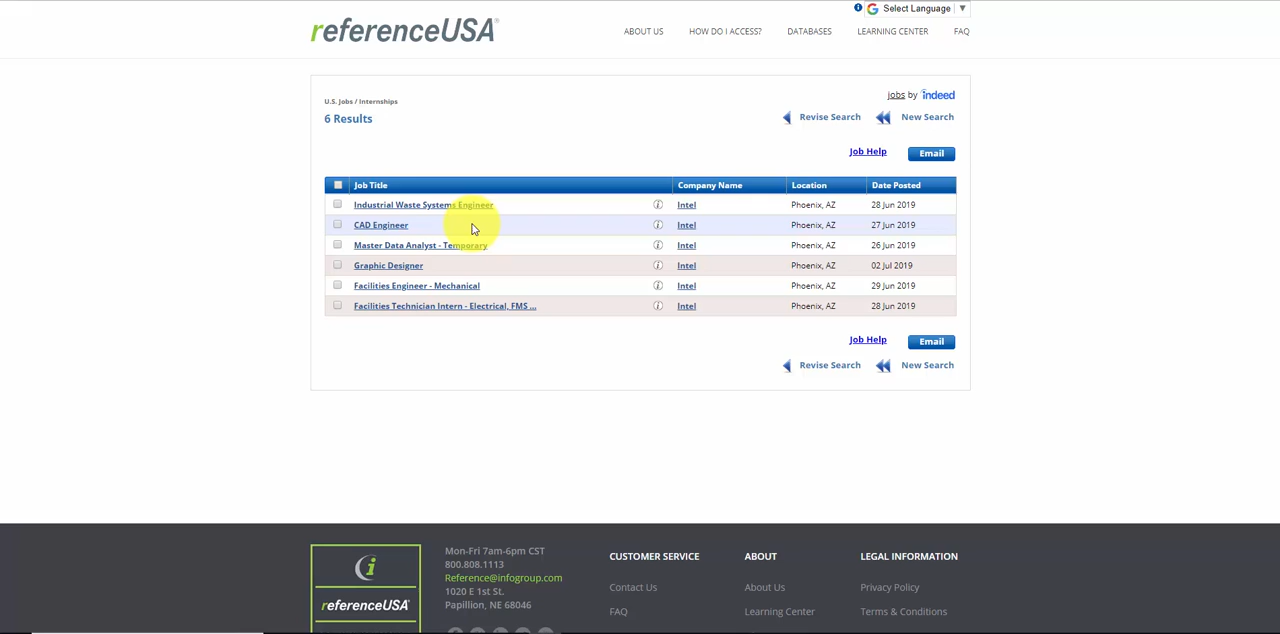 Select Language ▼
referenceUSA®
ABOUT US HOW DO I ACCESS? DATABASES LEARNING CENTER FAQ
U.S. Jobs / Internships
jobs by indeed
6 Results
Revise Search New Search
Job Help Email
Job Title Company Name Location Date Posted
Industrial Waste Systems Engineer Intel Phoenix, AZ 28 Jun 2019
CAD Engineer Intel Phoenix, AZ 27 Jun 2019
Master Data Analyst - Temporary Intel Phoenix, AZ 26 Jun 2019
Graphic Designer Intel Phoenix, AZ 02 Jul 2019
Facilities Engineer - Mechanical Intel Phoenix, AZ 29 Jun 2019
Facilities Technician Intern - Electrical, FMS ... Intel Phoenix, AZ 28 Jun 2019
Job Help Email
Revise Search New Search
referenceUSA®
Mon-Fri 7am-6pm CST
800.808.1113
Reference@infogroup.com
1020 E 1st St.
Papillion, NE 68046
CUSTOMER SERVICE
Contact Us
FAQ
ABOUT
About Us
Learning Center
LEGAL INFORMATION
Privacy Policy
Terms & Conditions